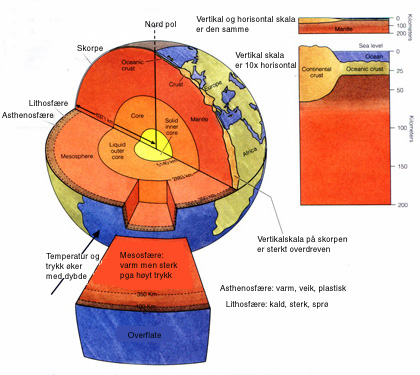 Nord pol
Vertikal og horisontal skala
er den samme
Mantle
0
100
200
Kilometers
Skorpe
Oceanic
crust
Crust
Europe
Africa
Vertikal skala
er 10x horisontal
Sea level
Ocean
Oceanic crust
Continental
crust
0
25
50
100
150
200
Kilometers
Lithosfære
Asthenosfære
Core
Solid
inner
core
Mantle
Liquid
outer
core
Mesosphere
Temperatur og
trykk øker
med dybde
Mesosfære:
varm men sterk
pga høyt trykk
350 Km
100 Km
Overflate
Vertikalskala på skorpen
er sterkt overdreven
Asthenosfære: varm, veik, plastisk
Lithosfære: kald, sterk, sprø